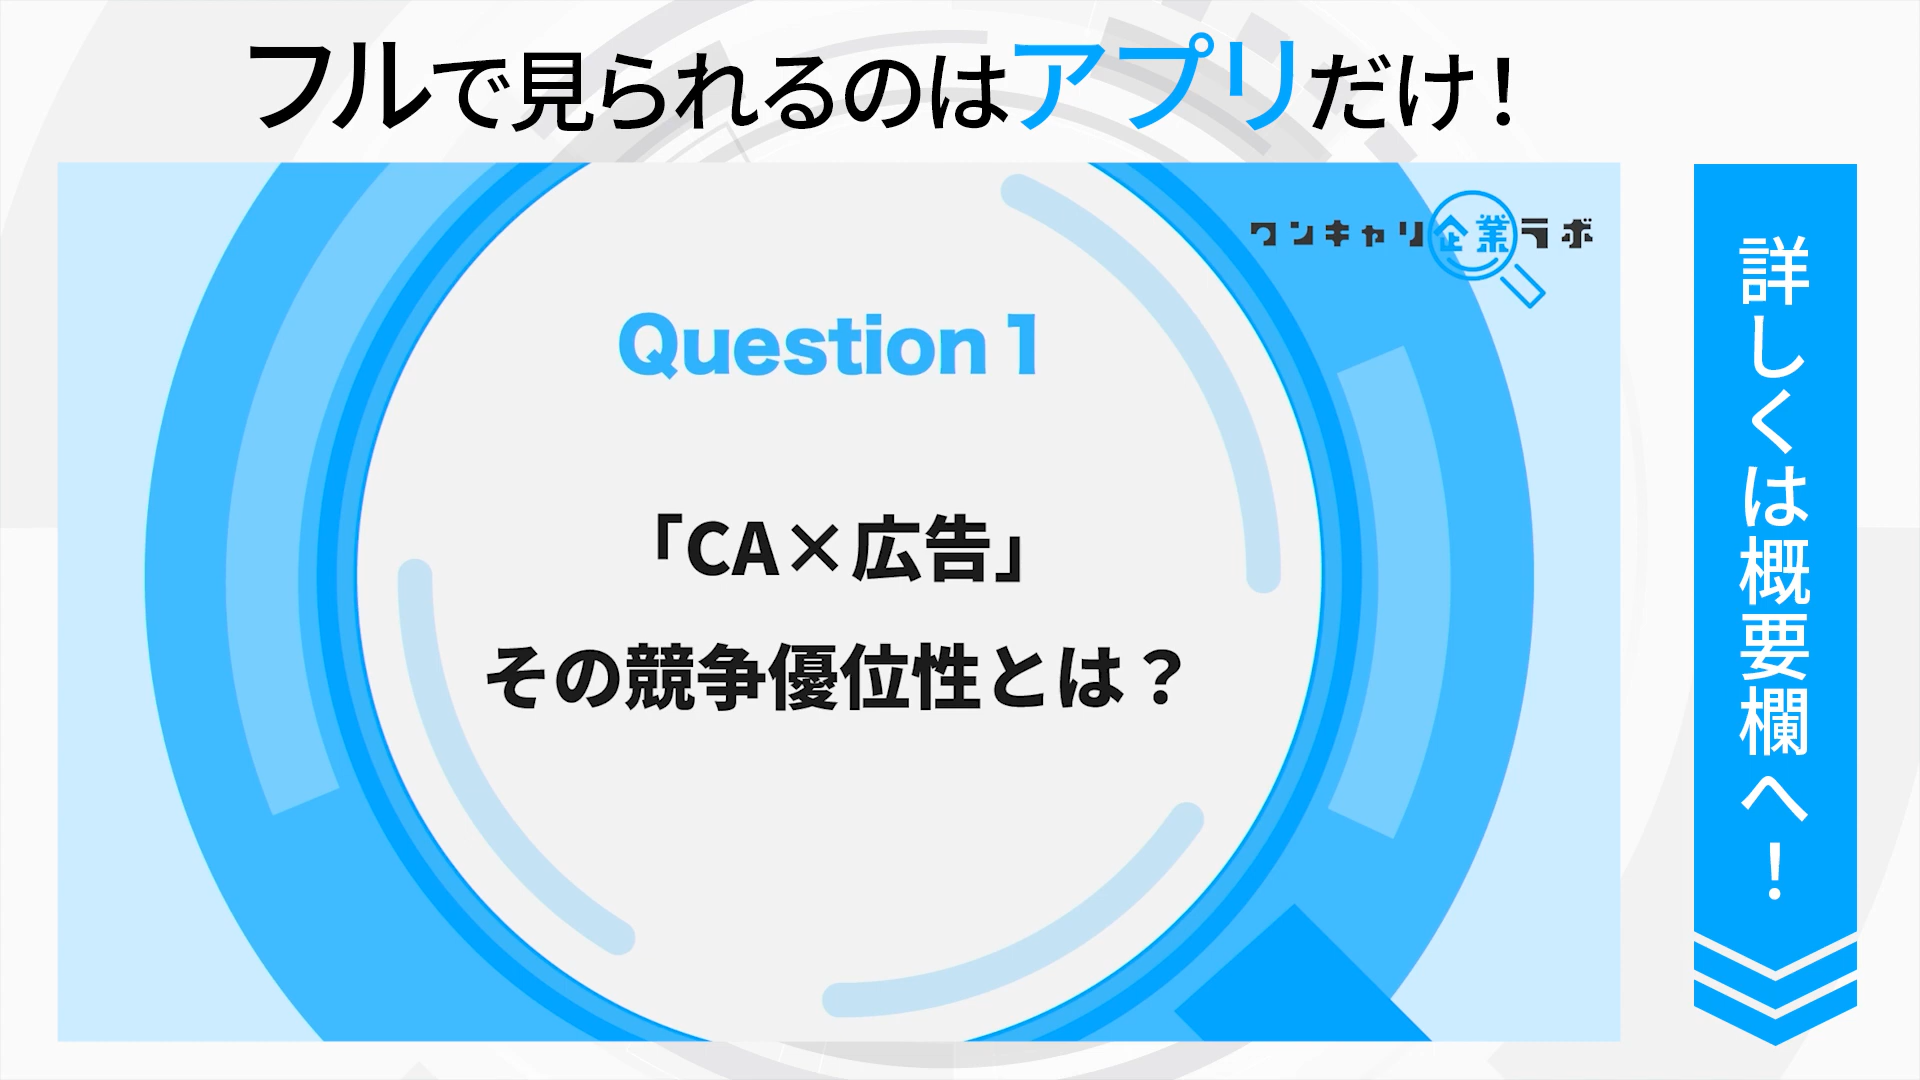 フルで見られるのはアプリだけ！
ワンキャリ企業ラボ
Question 1
「CA×広告」
その競争優位性とは？
詳しくは概要欄へ！